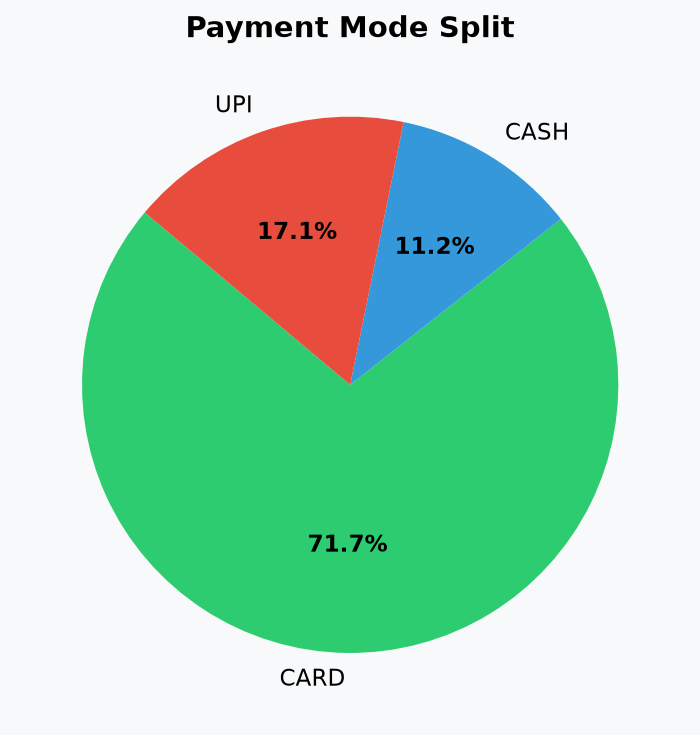 Payment Mode Split
UPI
CASH
17.1%
11.2%
71.7%
CARD